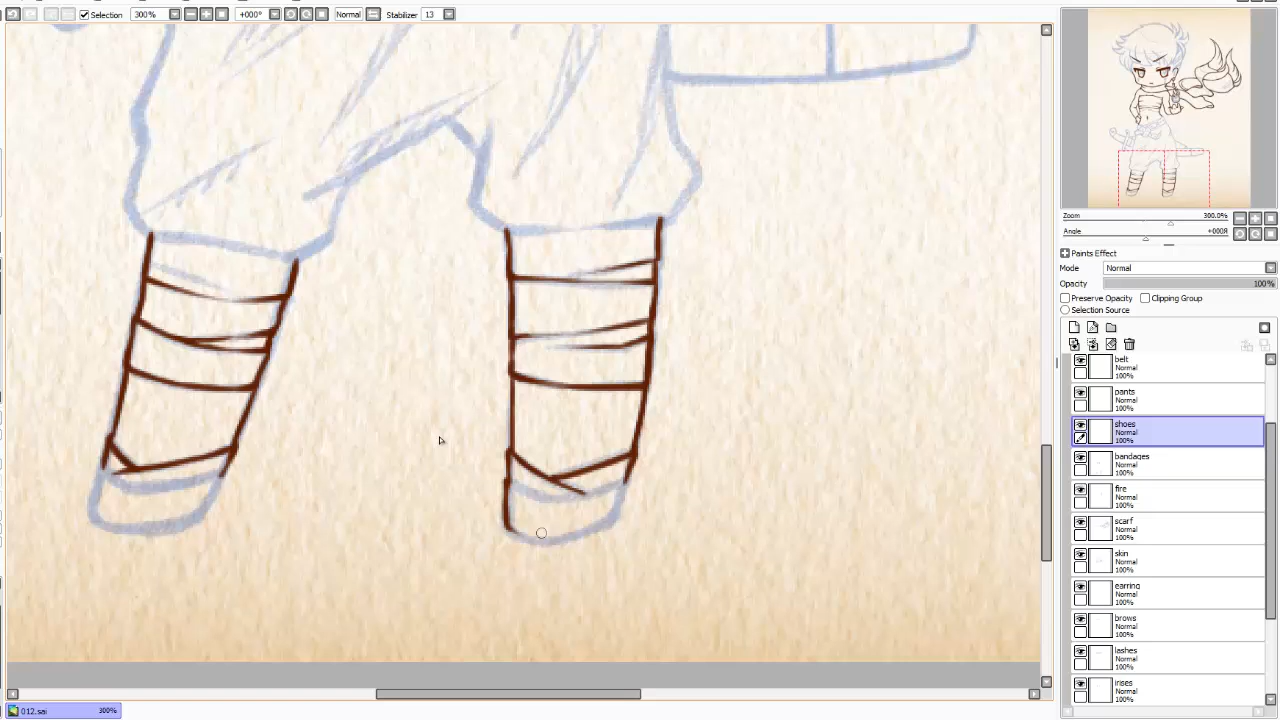 Selection 300% +000° Normal Stabilizer 13
Zoom 300.0%
Angle +000R
Paints Effect
Mode Normal
Opacity 100%
Preserve Opacity Clipping Group
Selection Source
belt
Normal
100%
pants
Normal
100%
shoes
Normal
100%
bandages
Normal
100%
fire
Normal
100%
scarf
Normal
100%
skin
Normal
100%
earring
Normal
100%
brows
Normal
100%
lashes
Normal
100%
irises
Normal
100%
012.sai 300%